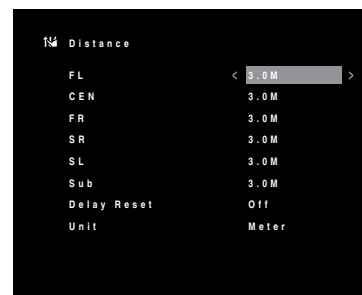 Distance
FL < 3.0M >
CEN 3.0M
FR 3.0M
SR 3.0M
SL 3.0M
Sub 3.0M
Delay Reset Off
Unit Meter